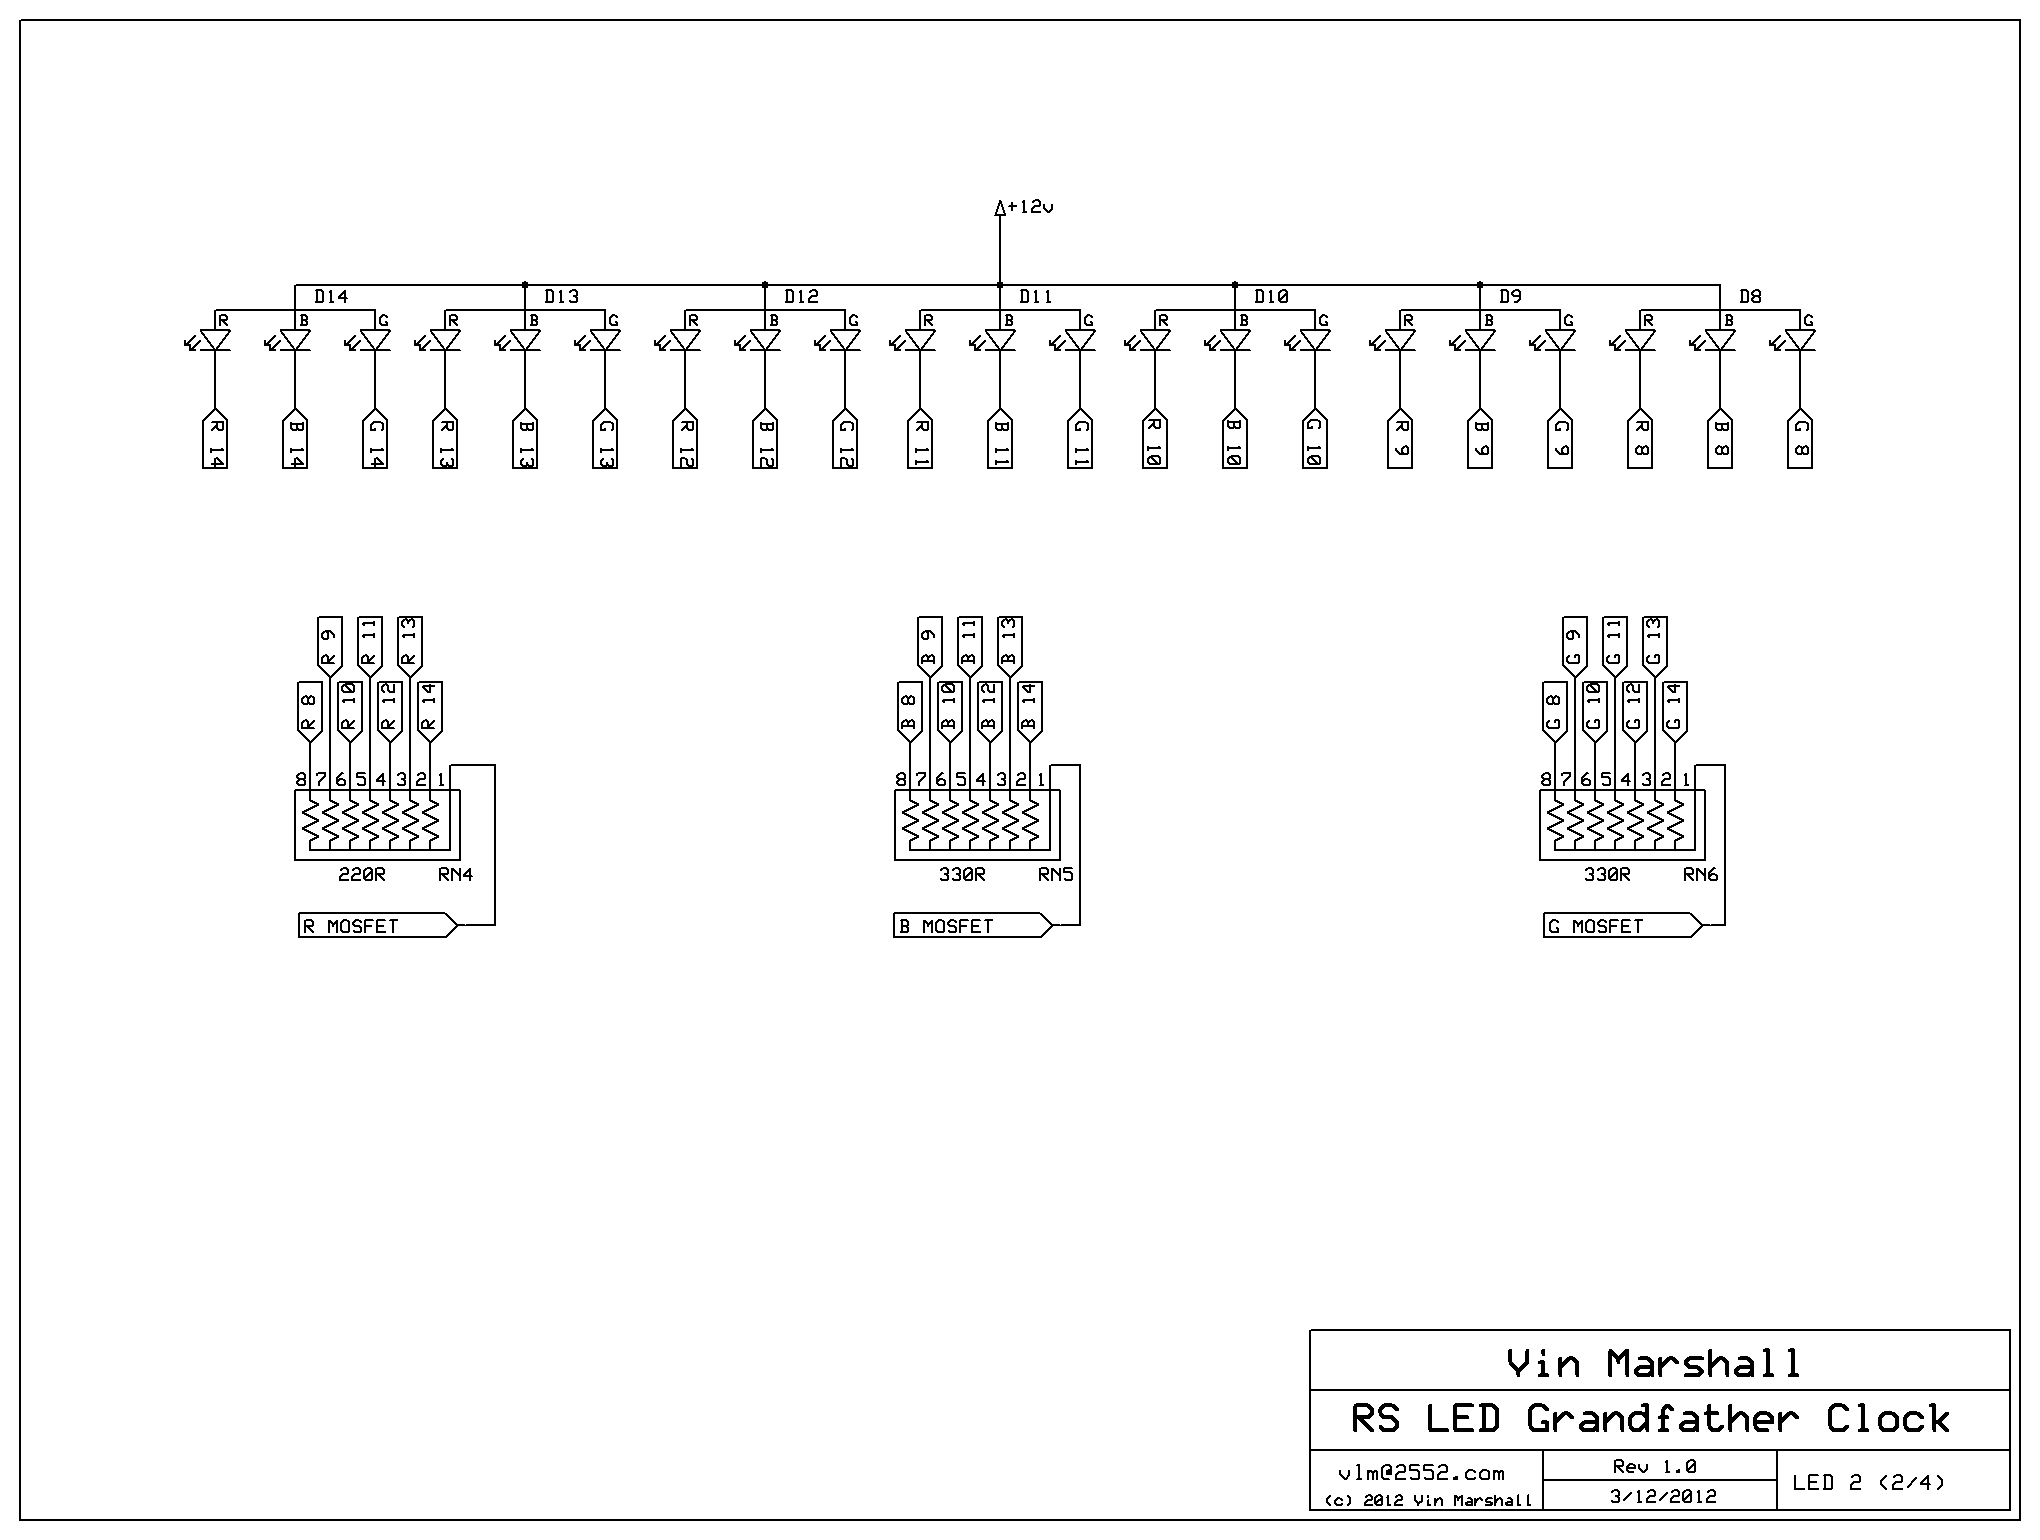 +12v
D14 D13 D12 D11 D10 D9 D8
R B G R B G R B G R B G R B G R B G R B G
R 14 B 14 G 14 R 13 B 13 G 13 R 12 B 12 G 12 R 11 B 11 G 11 R 10 B 10 G 10 R 9 B 9 G 9 R 8 B 8 G 8
R 9 R 11 R 13 B 9 B 11 B 13 G 9 G 11 G 13
R 8 R 10 R 12 R 14 B 8 B 10 B 12 B 14 G 8 G 10 G 12 G 14
8 7 6 5 4 3 2 1 8 7 6 5 4 3 2 1 8 7 6 5 4 3 2 1
220R RN4 330R RN5 330R RN6
R MOSFET B MOSFET G MOSFET
Vin Marshall
RS LED Grandfather Clock
vlm@2552.com
(c) 2012 Vin Marshall
Rev 1.0
3/12/2012
LED 2 (2/4)